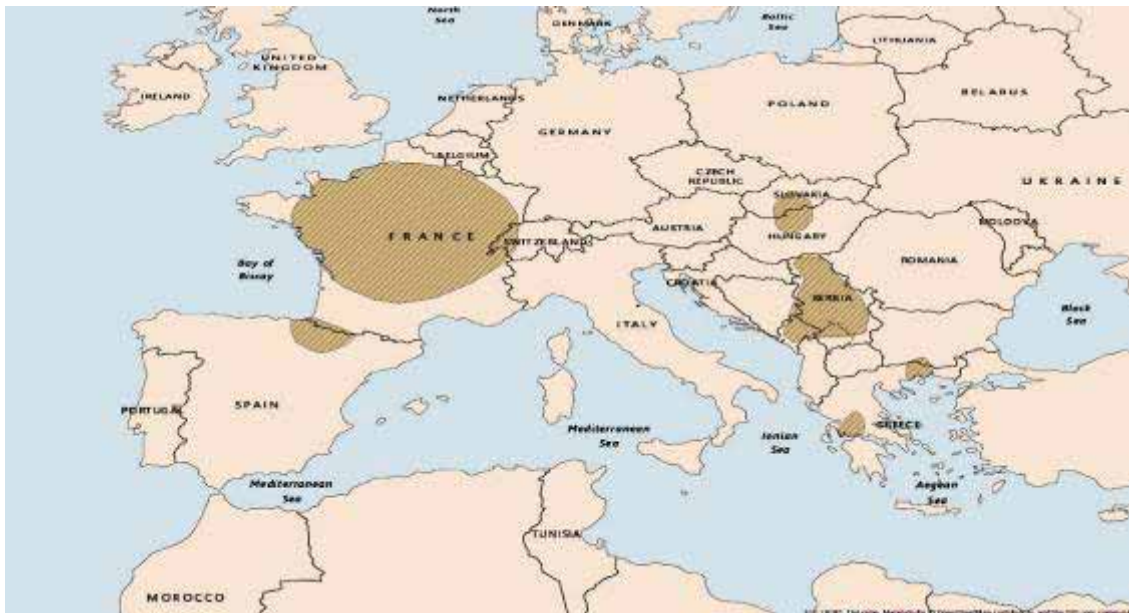 North
Sea
DENMARK
Baltic
Sea
LITHUANIA
UNITED
KINGDOM
IRELAND
NETHERLANDS
BELARUS
POLAND
GERMANY
BELGIUM
CZECH
REPUBLIC
UKRAINE
SLOVAKIA
MOLDOVA
FRANCE
SWITZERLAND
AUSTRIA
HUNGARY
Bay of
Biscay
ROMANIA
CROATIA
SERBIA
Black
Sea
ITALY
PORTUGAL
SPAIN
Mediterranean
Sea
Ionian
Sea
GREECE
Mediterranean
Sea
Aegean
Sea
TUNISIA
MOROCCO